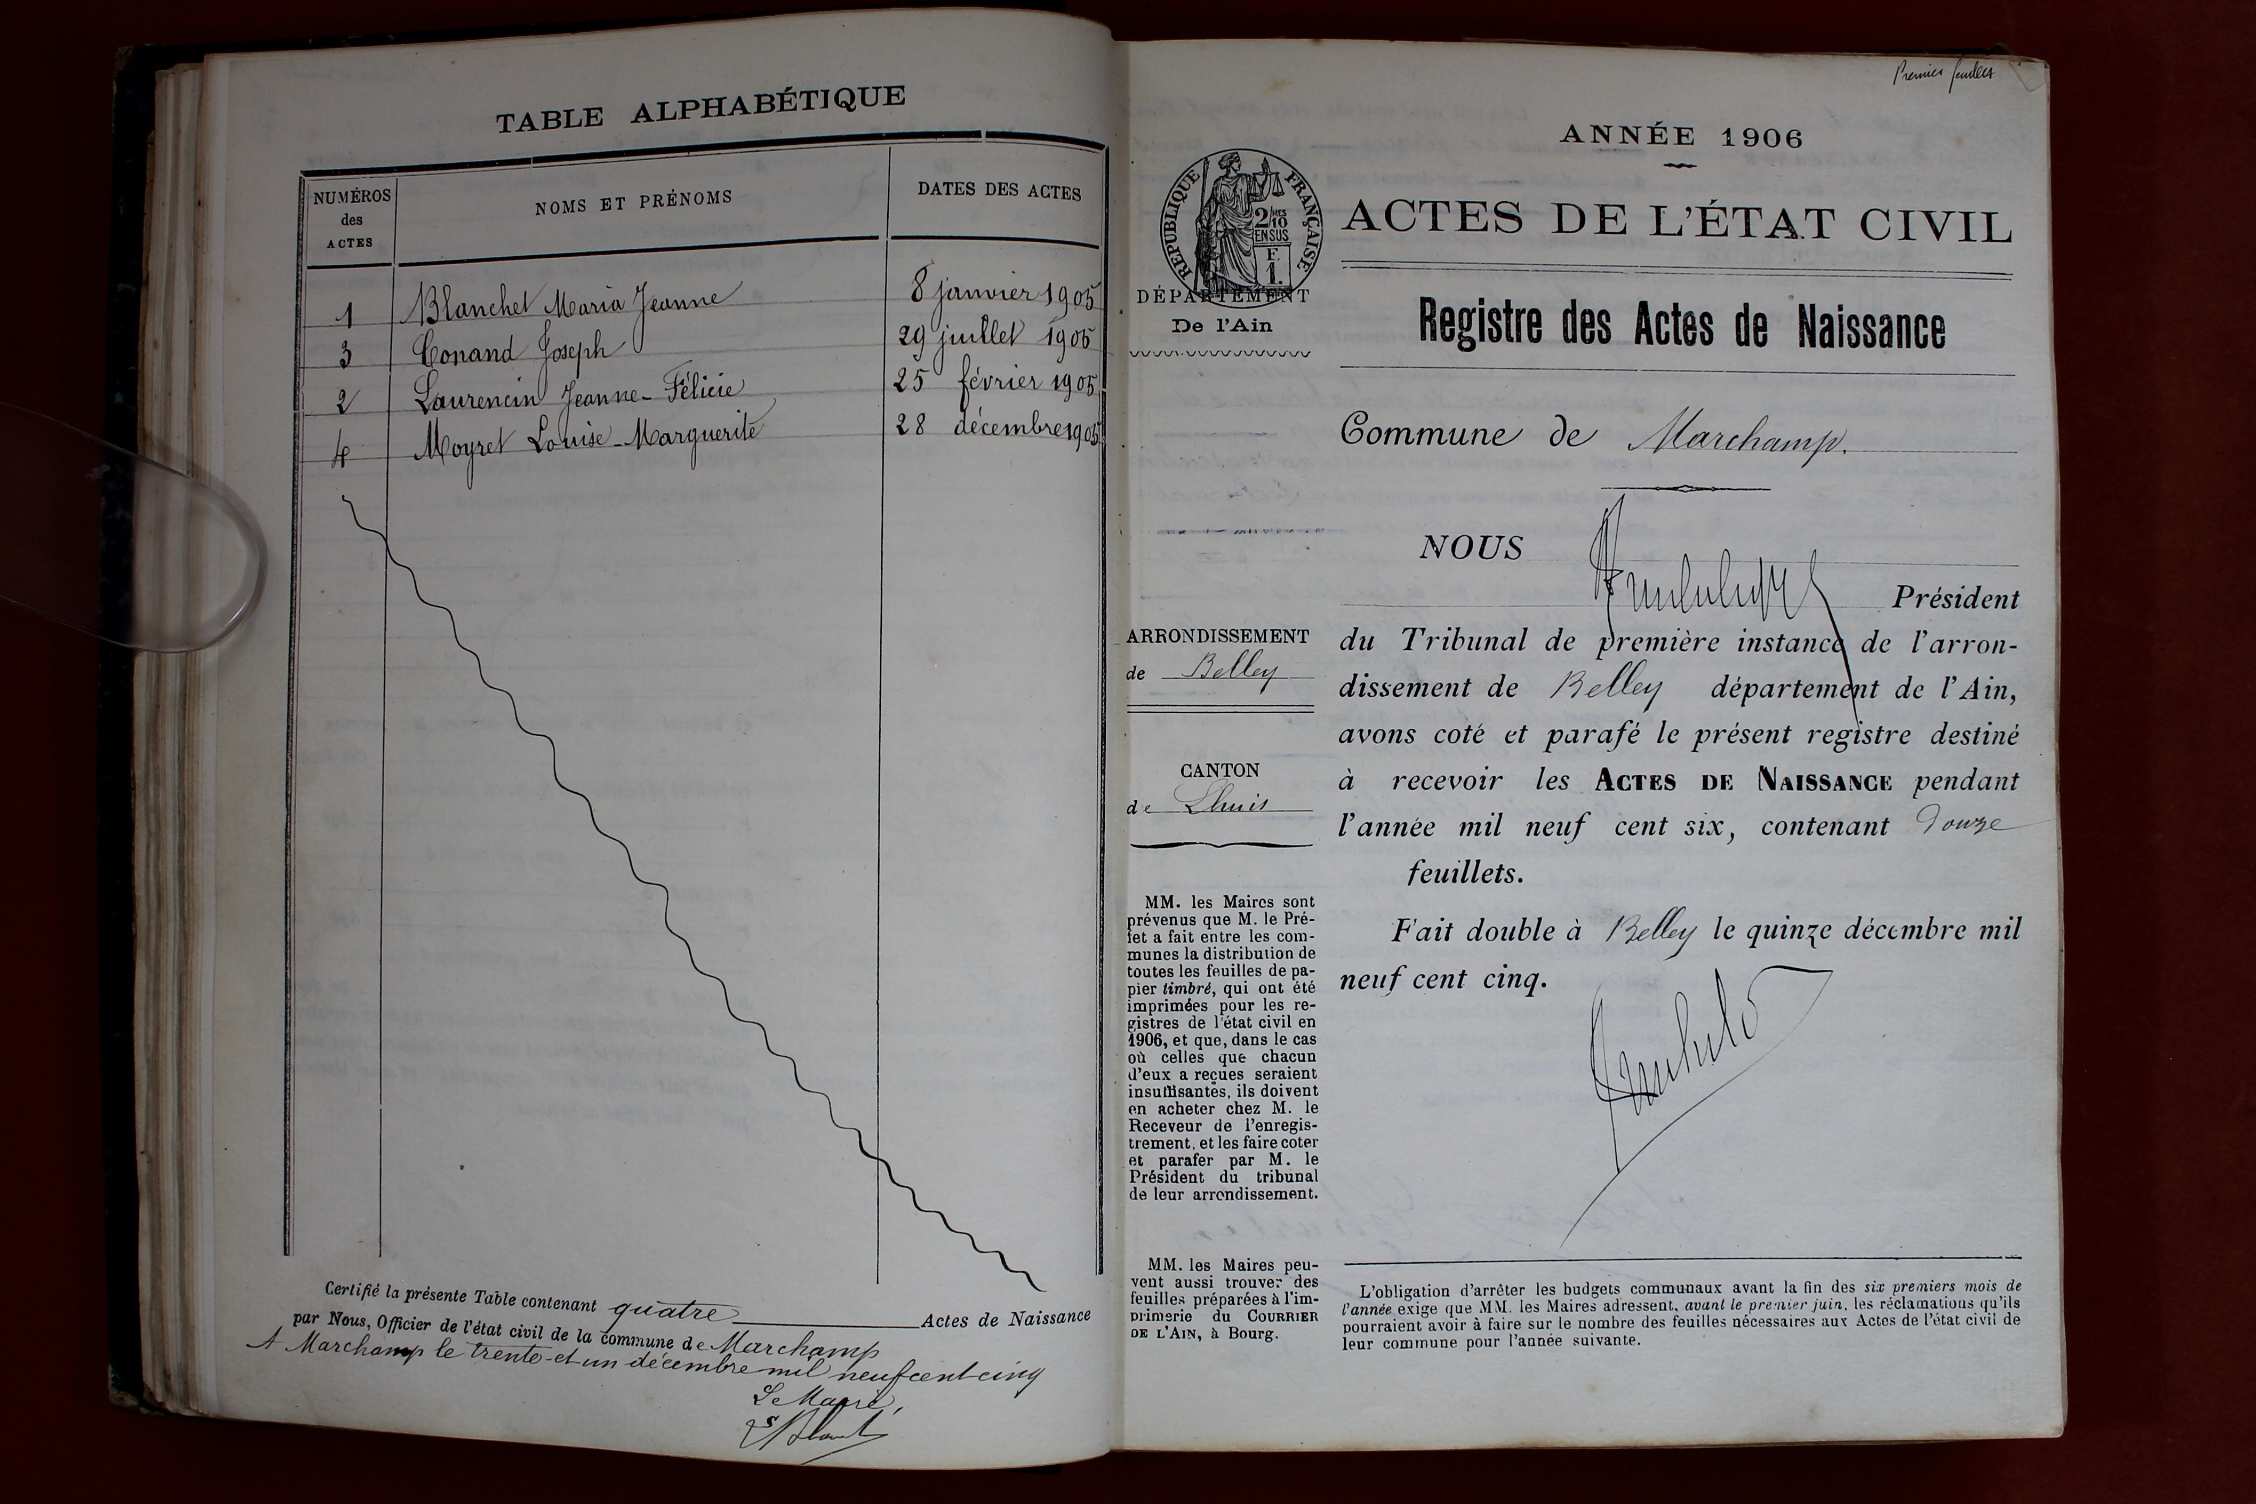 TABLE ALPHABÉTIQUE
NUMÉROS
des
ACTES
NOMS ET PRÉNOMS
DATES DES ACTES
1 Blanchet Maria Jeanne 8 janvier 1905
3 Conand Joseph 29 juillet 1905
2 Laurencin Jeanne-Félicie 25 février 1905
4 Moyret Louise-Marguerite 28 décembre 1905
Certifié la présente Table contenant quatre Actes de Naissance
par Nous, Officier de l'état civil de la commune de Marchamp
A Marchamp le trente-et-un décembre mil neuf cent cinq
Le Maire,
Premier feuillet
ANNÉE 1906
RÉPUBLIQUE FRANÇAISE
2/10
EN SUS
F.
1.
ACTES DE L'ÉTAT CIVIL
DÉPARTEMENT
De l'Ain
Registre des Actes de Naissance
Commune de Marchamp.
NOUS
Président
ARRONDISSEMENT
de Belley
du Tribunal de première instance de l'arron-
dissement de Belley département de l'Ain,
avons coté et parafé le présent registre destiné
à recevoir les ACTES DE NAISSANCE pendant
l'année mil neuf cent six, contenant douze
feuillets.
CANTON
de Lhuis
Fait double à Belley le quinze décembre mil
neuf cent cinq.
MM. les Maires sont
prévenus que M. le Pré-
fet a fait entre les com-
munes la distribution de
toutes les feuilles de pa-
pier timbré, qui ont été
imprimées pour les re-
gistres de l'état civil en
1906, et que, dans le cas
où celles que chacun
d'eux a reçues seraient
insuffisantes, ils doivent
en acheter chez M. le
Receveur de l'enregis-
trement, et les faire coter
et parafer par M. le
Président du tribunal
de leur arrondissement.
MM. les Maires peu-
vent aussi trouver des
feuilles préparées à l'im-
primerie du COURRIER
DE L'AIN, à Bourg.
L'obligation d'arrêter les budgets communaux avant la fin des six premiers mois de
l'année exige que MM. les Maires adressent, avant le premier juin, les réclamations qu'ils
pourraient avoir à faire sur le nombre des feuilles nécessaires aux Actes de l'état civil de
leur commune pour l'année suivante.